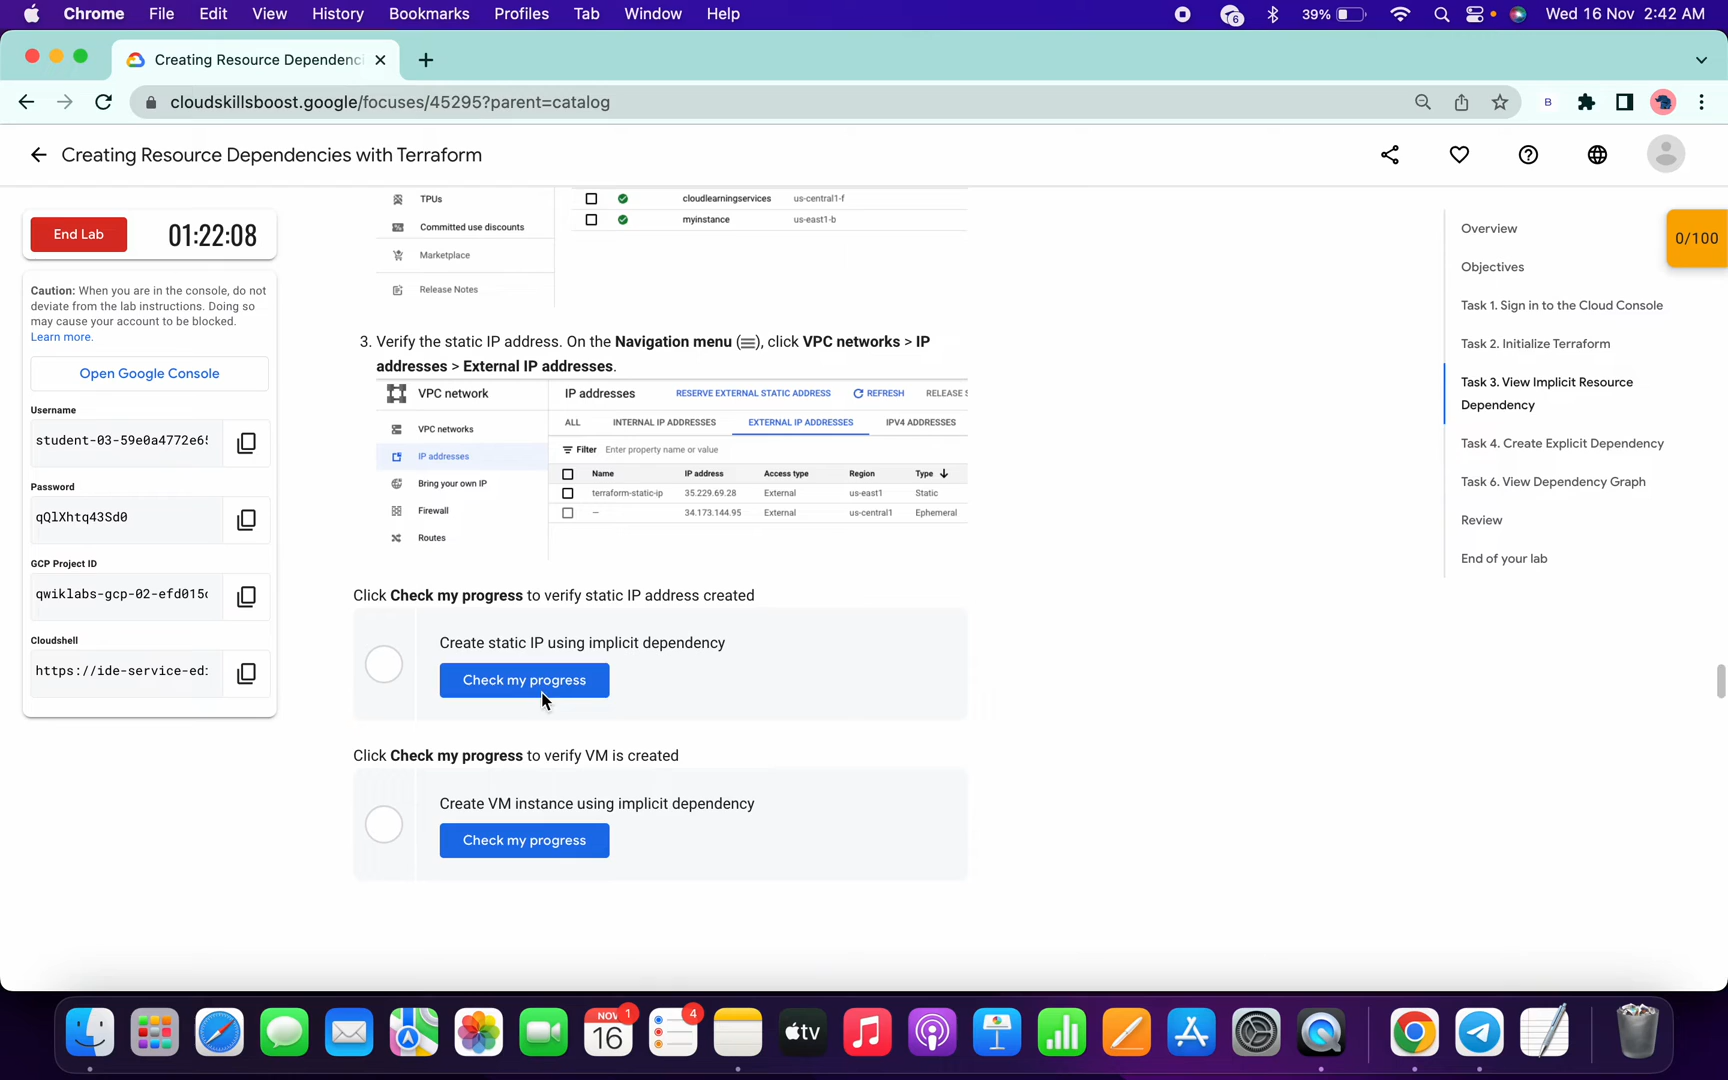 Chrome File Edit View History Bookmarks Profiles Tab Window Help 6 39% Wed 16 Nov 2:42 AM
Creating Resource Dependenc
cloudskillsboost.google/focuses/45295?parent=catalog B
Creating Resource Dependencies with Terraform
End Lab 01:22:08
Caution: When you are in the console, do not
deviate from the lab instructions. Doing so
may cause your account to be blocked.
Learn more.
Open Google Console
Username
student-03-59e0a4772e65
Password
qQlXhtq43Sd0
GCP Project ID
qwiklabs-gcp-02-efd015c
Cloudshell
https://ide-service-ed:
TPUs
Committed use discounts
Marketplace
Release Notes
cloudlearningservices us-central1-f
myinstance us-east1-b
3. Verify the static IP address. On the Navigation menu (☰), click VPC networks > IP
addresses > External IP addresses.
VPC network
VPC networks
IP addresses
Bring your own IP
Firewall
Routes
IP addresses RESERVE EXTERNAL STATIC ADDRESS REFRESH RELEASE S
ALL INTERNAL IP ADDRESSES EXTERNAL IP ADDRESSES IPV4 ADDRESSES
Filter Enter property name or value
Name IP address Access type Region Type
terraform-static-ip 35.229.69.28 External us-east1 Static
— 34.173.144.95 External us-central1 Ephemeral
Click Check my progress to verify static IP address created
Create static IP using implicit dependency
Check my progress
Click Check my progress to verify VM is created
Create VM instance using implicit dependency
Check my progress
Overview
Objectives
Task 1. Sign in to the Cloud Console
Task 2. Initialize Terraform
Task 3. View Implicit Resource
Dependency
Task 4. Create Explicit Dependency
Task 6. View Dependency Graph
Review
End of your lab
0/100
NOV 1
16
4
tv